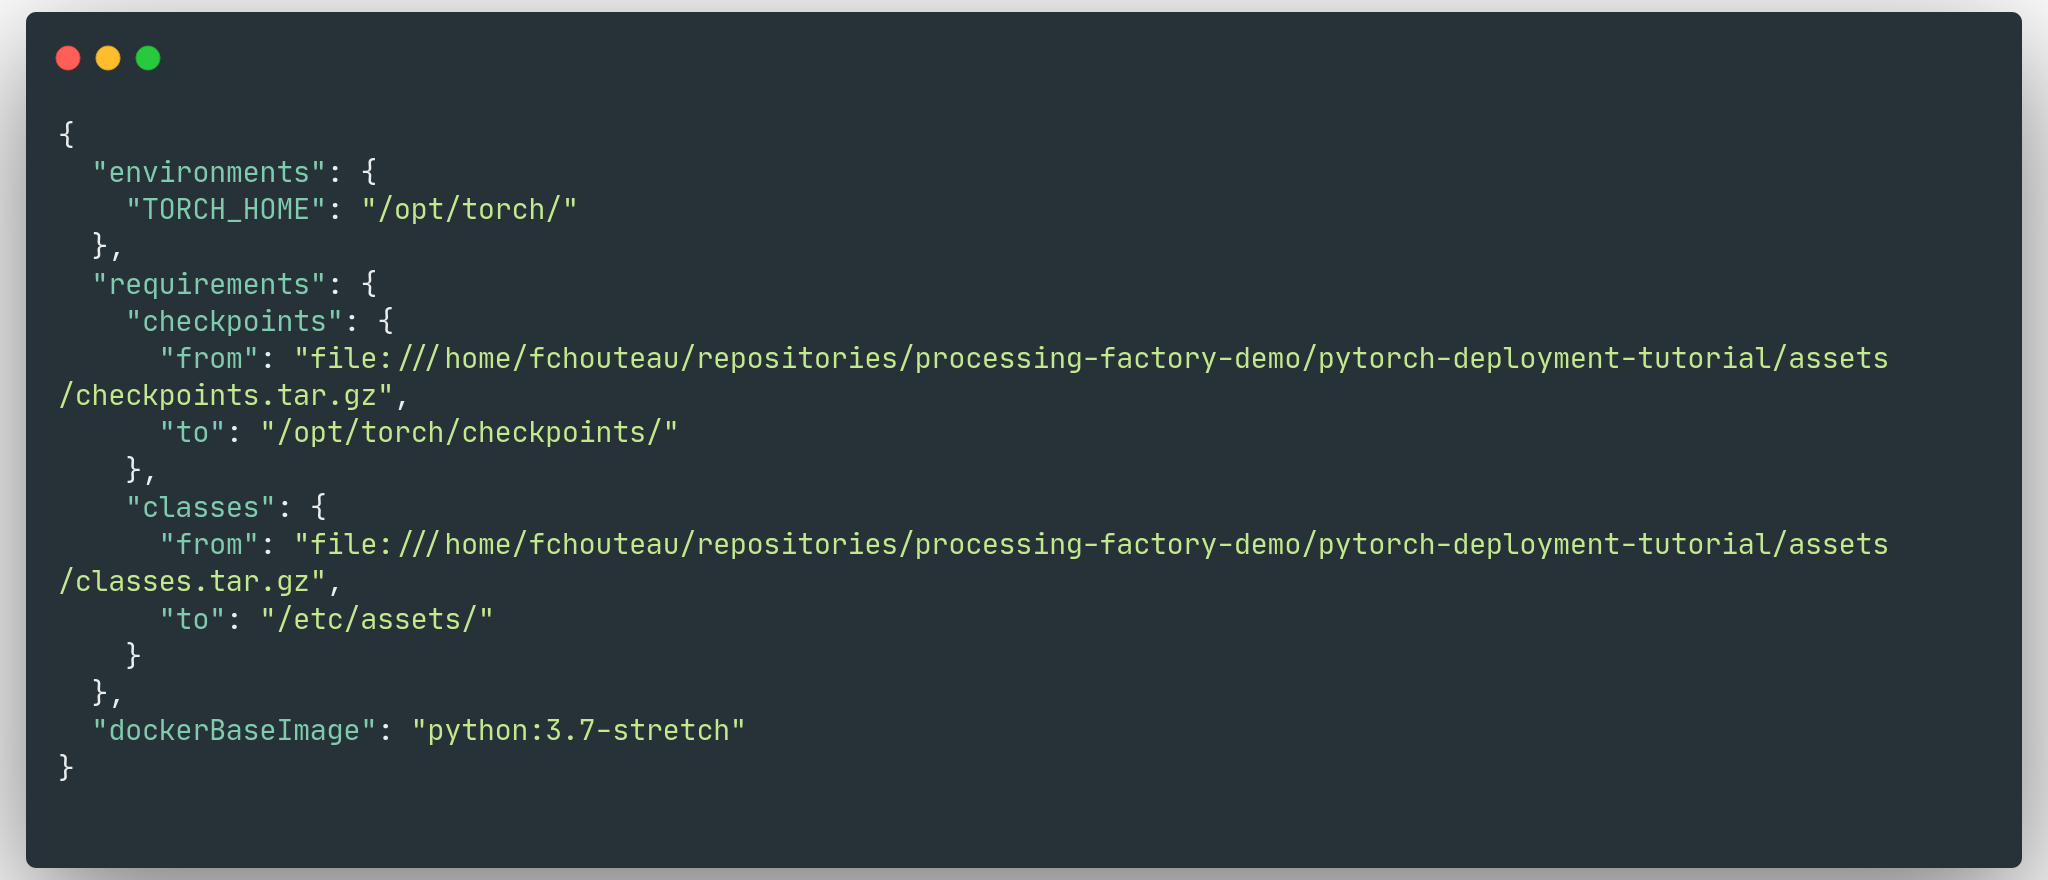 {
  "environments": {
    "TORCH_HOME": "/opt/torch/"
  },
  "requirements": {
    "checkpoints": {
      "from": "file:///home/fchouteau/repositories/processing-factory-demo/pytorch-deployment-tutorial/assets
/checkpoints.tar.gz",
      "to": "/opt/torch/checkpoints/"
    },
    "classes": {
      "from": "file:///home/fchouteau/repositories/processing-factory-demo/pytorch-deployment-tutorial/assets
/classes.tar.gz",
      "to": "/etc/assets/"
    }
  },
  "dockerBaseImage": "python:3.7-stretch"
}